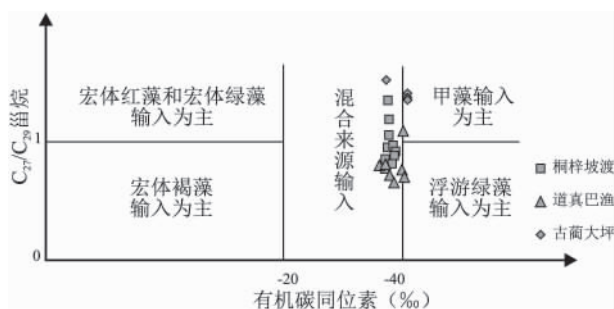 C27/C29甾烷
1
0
宏体红藻和宏体绿藻
输入为主
宏体褐藻
输入为主
混合来源输入
甲藻输入
为主
浮游绿藻
输入为主
桐梓坡渡
道真巴渔
古蔺大坪
-20
-40
有机碳同位素（‰）